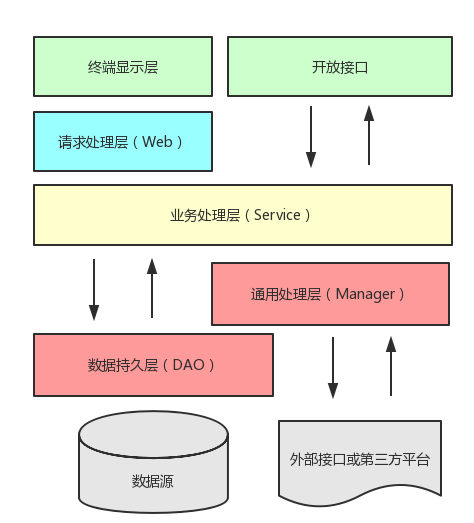 终端显示层
开放接口
请求处理层（Web）
业务处理层（Service）
通用处理层（Manager）
数据持久层（DAO）
外部接口或第三方平台
数据源